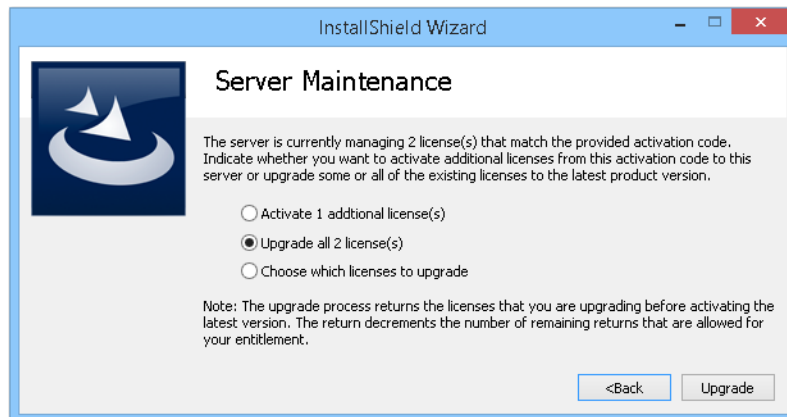 InstallShield Wizard
Server Maintenance
The server is currently managing 2 license(s) that match the provided activation code.
Indicate whether you want to activate additional licenses from this activation code to this
server or upgrade some or all of the existing licenses to the latest product version.
Activate 1 addtional license(s)
Upgrade all 2 license(s)
Choose which licenses to upgrade
Note: The upgrade process returns the licenses that you are upgrading before activating the
latest version. The return decrements the number of remaining returns that are allowed for
your entitlement.
<Back Upgrade